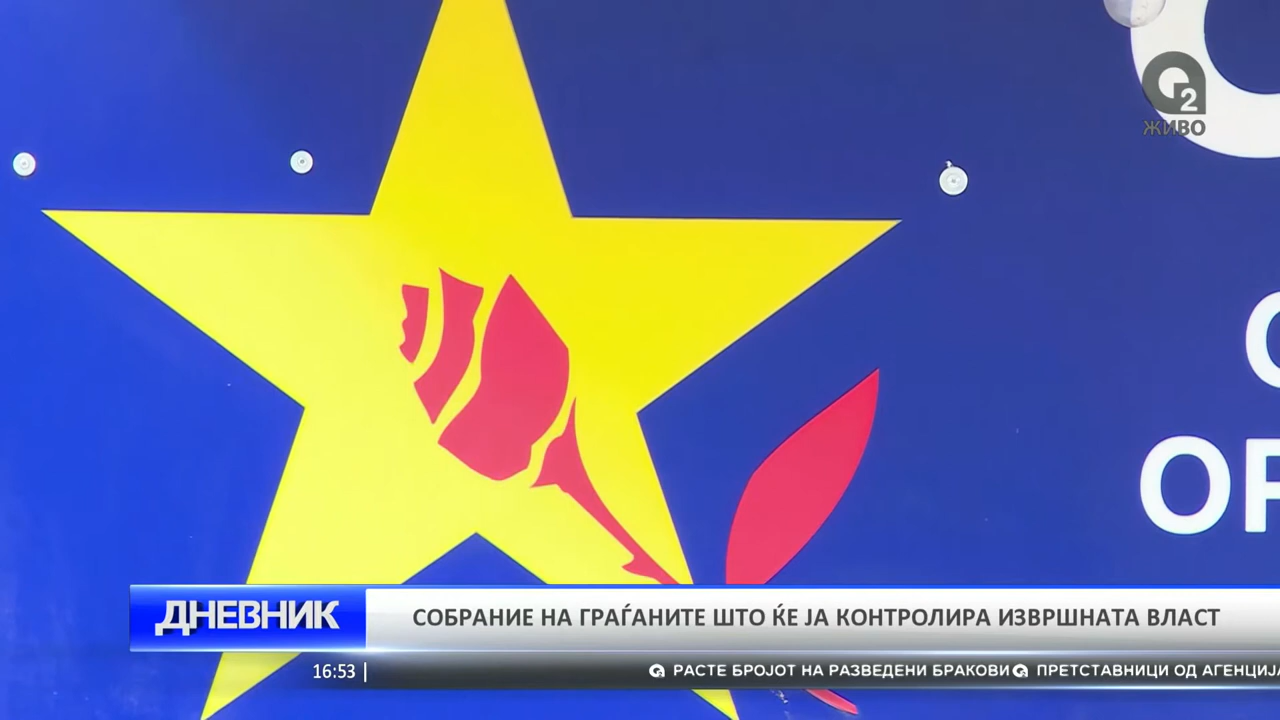 2
ЖИВО
ДНЕВНИК
СОБРАНИЕ НА ГРАЃАНИТЕ ШТО ЌЕ ЈА КОНТРОЛИРА ИЗВРШНАТА ВЛАСТ
16:53
РАСТЕ БРОЈОТ НА РАЗВЕДЕНИ БРАКОВИ ПРЕТСТАВНИЦИ ОД АГЕНЦИЈА